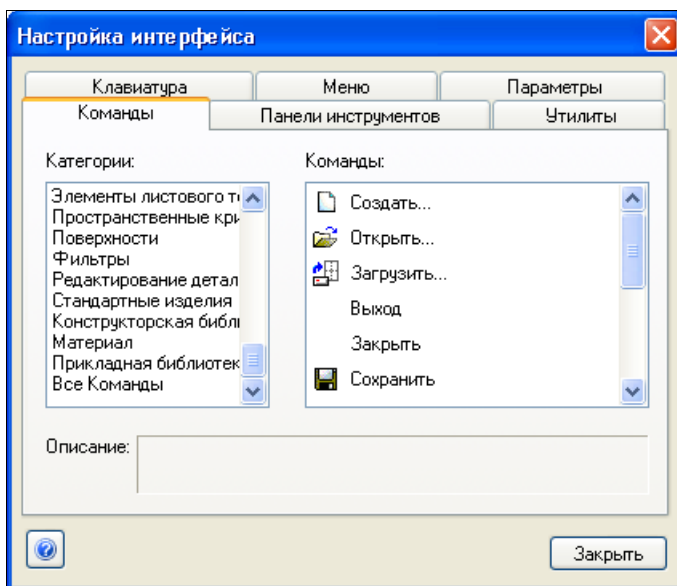 Настройка интерфейса
Клавиатура Меню Параметры
Команды Панели инструментов Утилиты
Категории: Команды:
Элементы листового т
Пространственные кри
Поверхности
Фильтры
Редактирование детал
Стандартные изделия
Конструкторская библ
Материал
Прикладная библиотек
Все Команды
Создать...
Открыть...
Загрузить...
Выход
Закрыть
Сохранить
Описание:
Закрыть